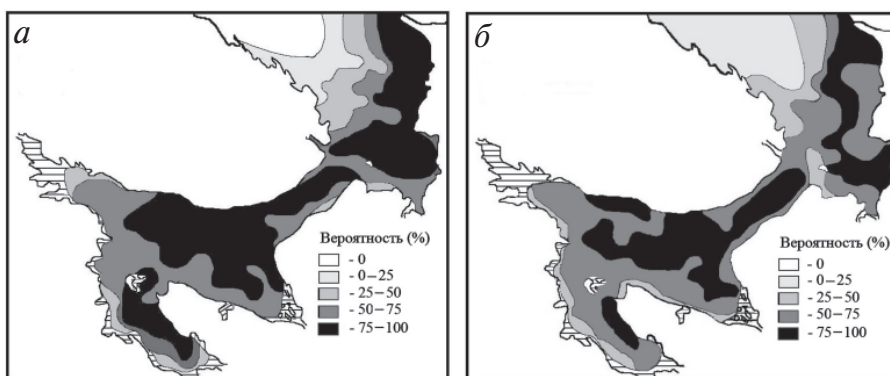 а
Вероятность (%)
- 0
- 0–25
- 25–50
- 50–75
- 75–100
б
Вероятность (%)
- 0
- 0–25
- 25–50
- 50–75
- 75–100